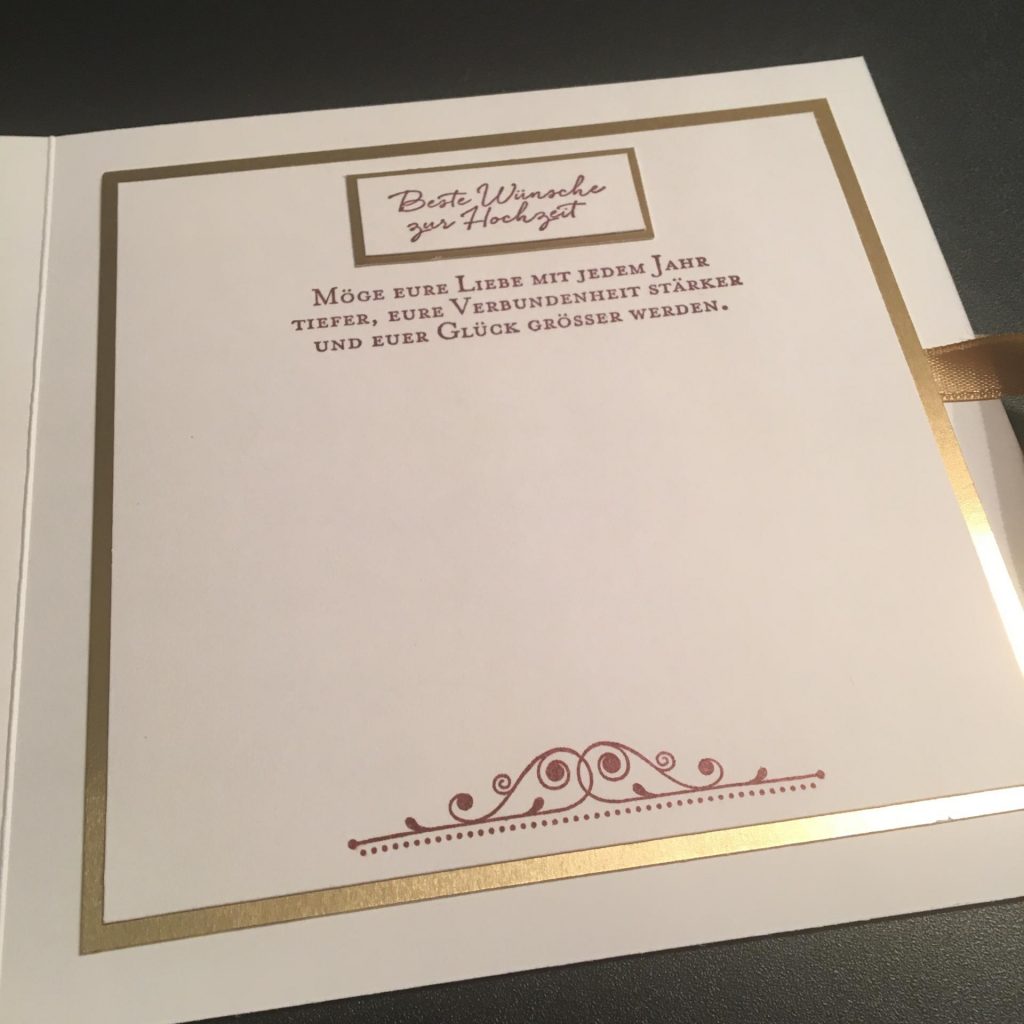 Beste Wünsche
zur Hochzeit
Möge eure Liebe mit jedem Jahr
tiefer, eure Verbundenheit stärker
und euer Glück grösser werden.